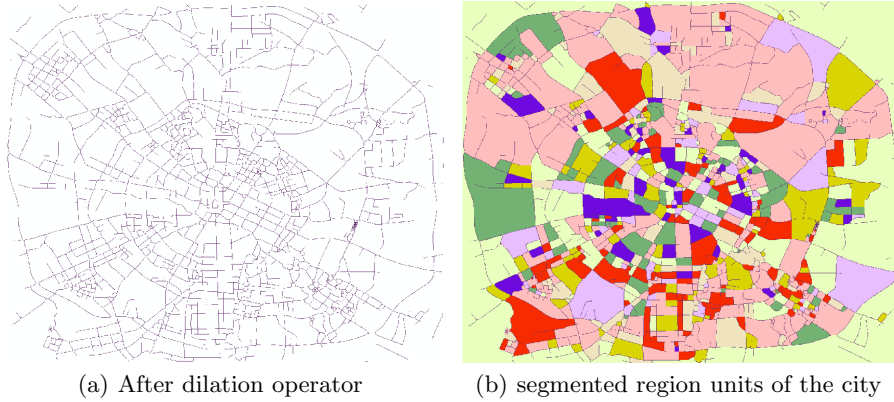 (a) After dilation operator
(b) segmented region units of the city